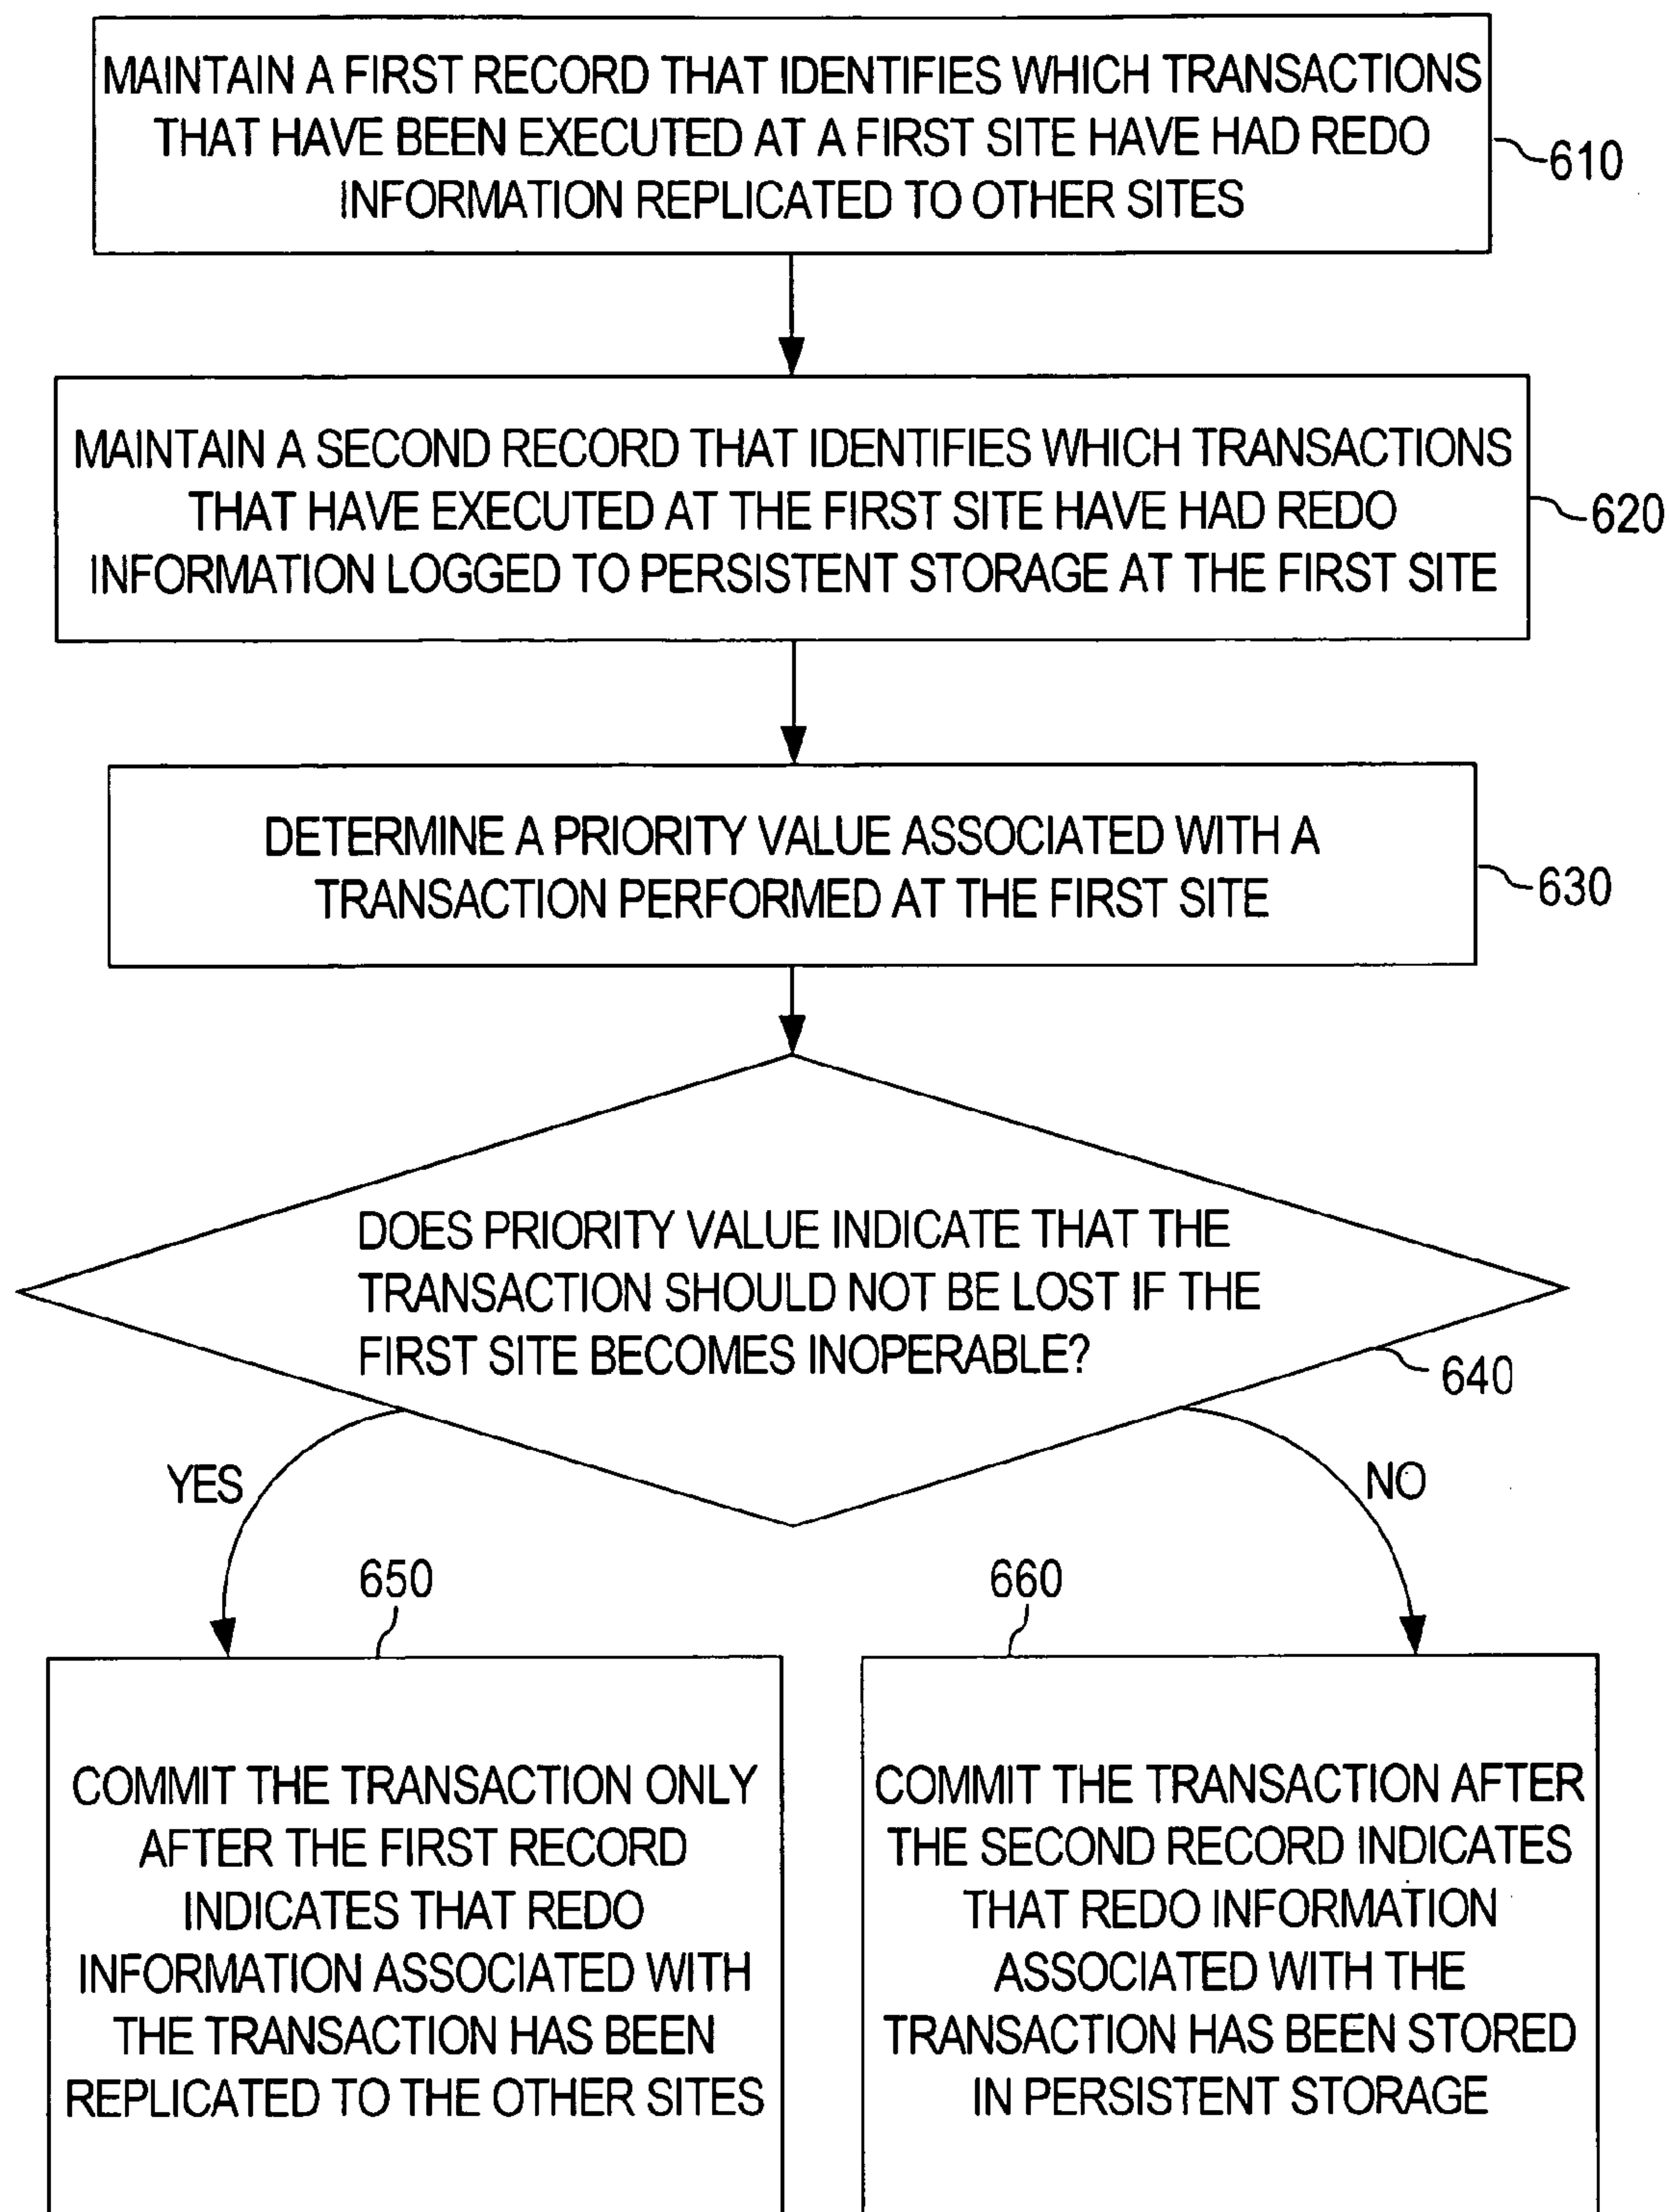 MAINTAIN A FIRST RECORD THAT IDENTIFIES WHICH TRANSACTIONS
THAT HAVE BEEN EXECUTED AT A FIRST SITE HAVE HAD REDO
INFORMATION REPLICATED TO OTHER SITES
610
MAINTAIN A SECOND RECORD THAT IDENTIFIES WHICH TRANSACTIONS
THAT HAVE EXECUTED AT THE FIRST SITE HAVE HAD REDO
INFORMATION LOGGED TO PERSISTENT STORAGE AT THE FIRST SITE
620
DETERMINE A PRIORITY VALUE ASSOCIATED WITH A
TRANSACTION PERFORMED AT THE FIRST SITE
630
DOES PRIORITY VALUE INDICATE THAT THE
TRANSACTION SHOULD NOT BE LOST IF THE
FIRST SITE BECOMES INOPERABLE?
640
YES
NO
650
COMMIT THE TRANSACTION ONLY
AFTER THE FIRST RECORD
INDICATES THAT REDO
INFORMATION ASSOCIATED WITH
THE TRANSACTION HAS BEEN
REPLICATED TO THE OTHER SITES
660
COMMIT THE TRANSACTION AFTER
THE SECOND RECORD INDICATES
THAT REDO INFORMATION
ASSOCIATED WITH THE
TRANSACTION HAS BEEN STORED
IN PERSISTENT STORAGE